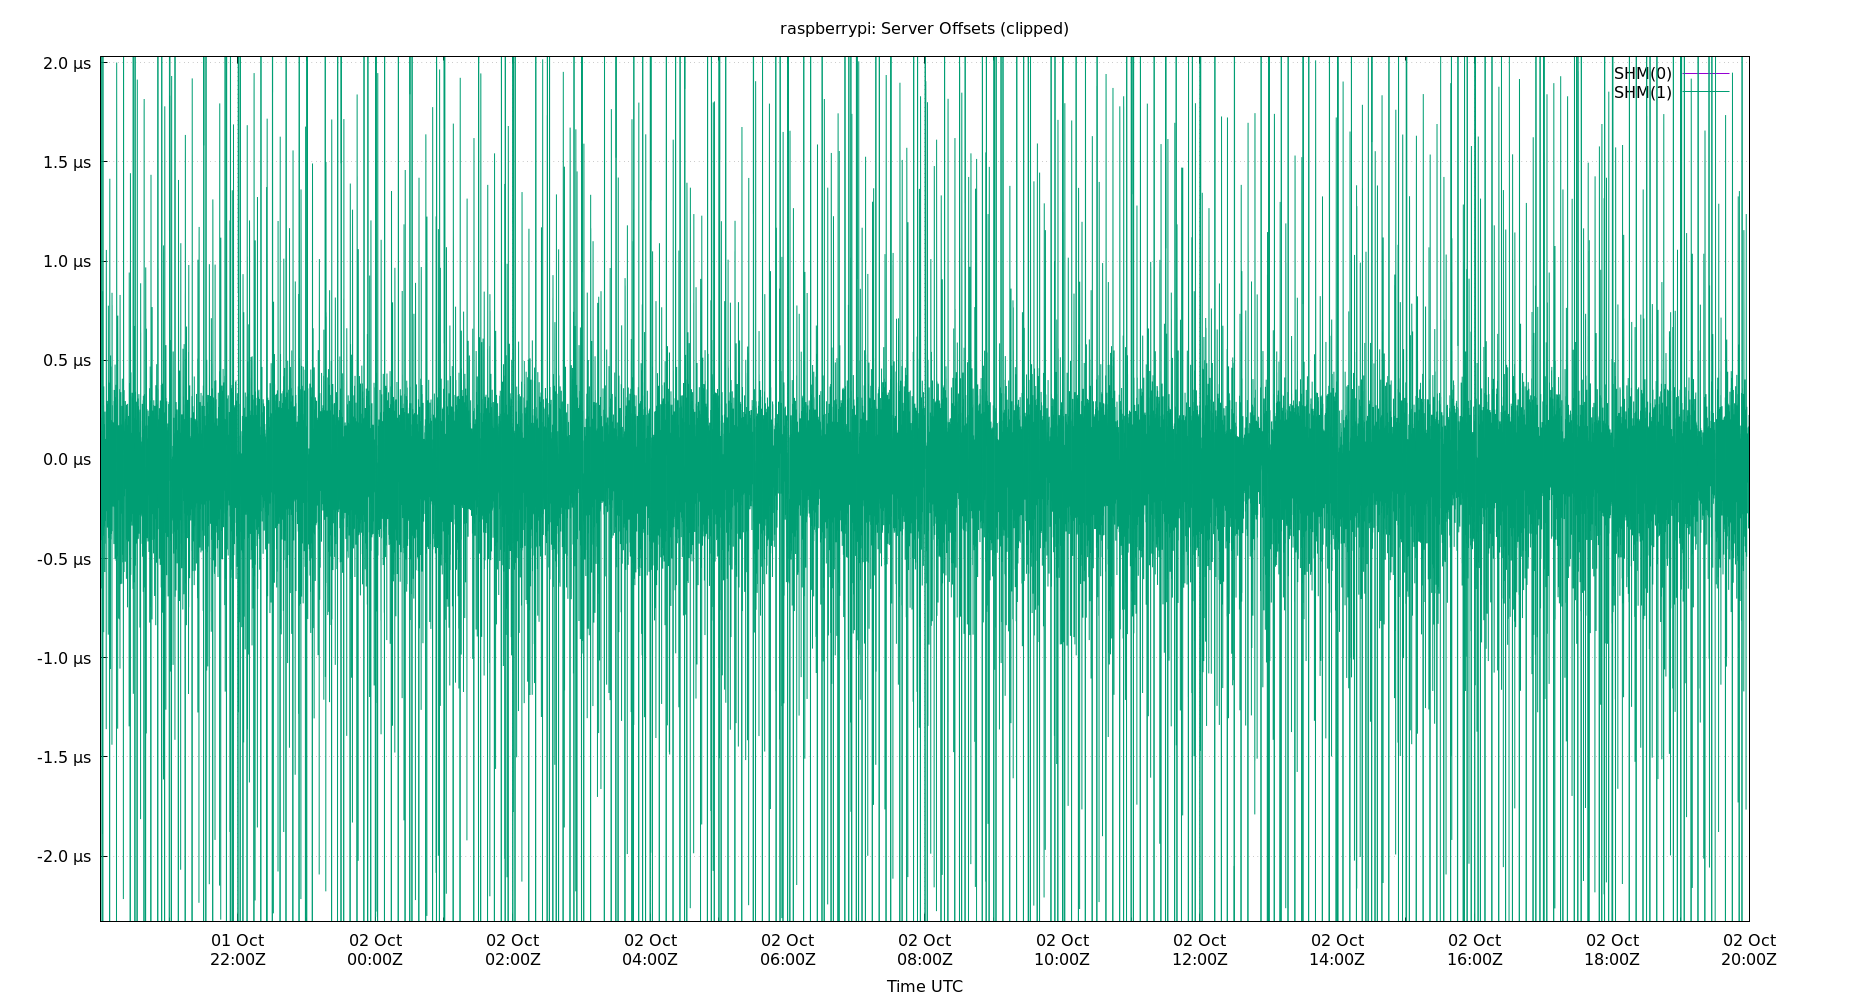 raspberrypi: Server Offsets (clipped)
2.0 µs
1.5 µs
1.0 µs
0.5 µs
0.0 µs
-0.5 µs
-1.0 µs
-1.5 µs
-2.0 µs
SHM(0)
SHM(1)
01 Oct 02 Oct 02 Oct 02 Oct 02 Oct 02 Oct 02 Oct 02 Oct 02 Oct 02 Oct 02 Oct 02 Oct
22:00Z 00:00Z 02:00Z 04:00Z 06:00Z 08:00Z 10:00Z 12:00Z 14:00Z 16:00Z 18:00Z 20:00Z
Time UTC